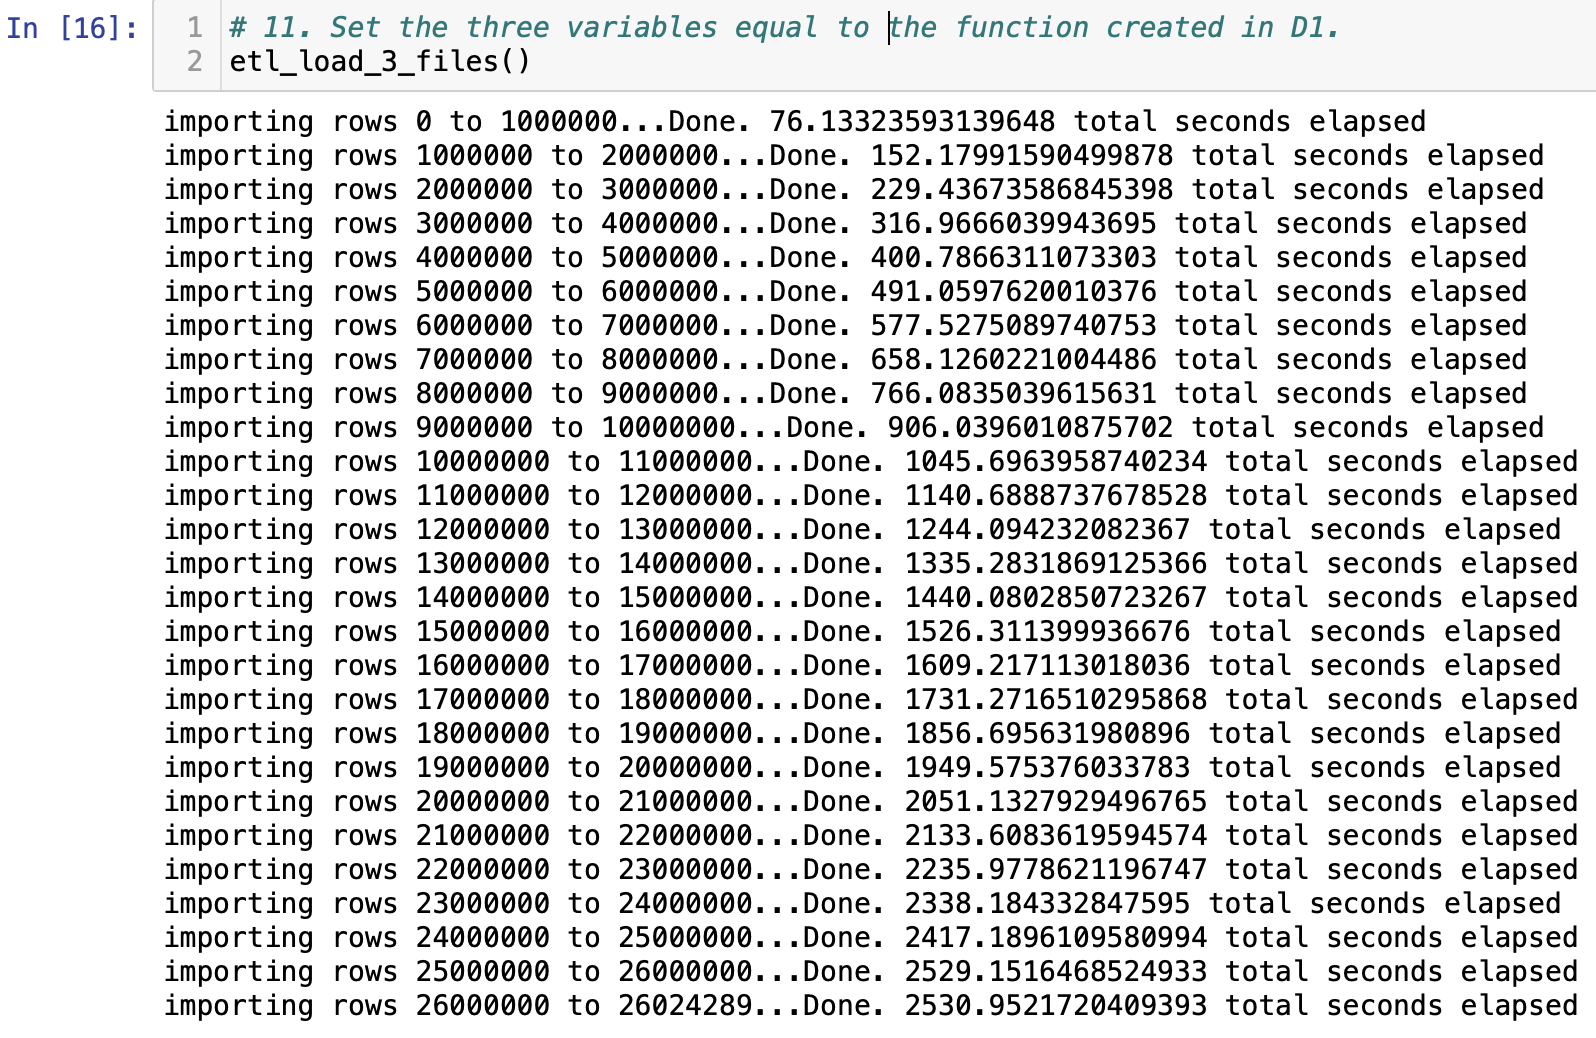 In [16]:
1 # 11. Set the three variables equal to the function created in D1.
2 etl_load_3_files()
importing rows 0 to 1000000...Done. 76.13323593139648 total seconds elapsed
importing rows 1000000 to 2000000...Done. 152.17991590499878 total seconds elapsed
importing rows 2000000 to 3000000...Done. 229.43673586845398 total seconds elapsed
importing rows 3000000 to 4000000...Done. 316.9666039943695 total seconds elapsed
importing rows 4000000 to 5000000...Done. 400.7866311073303 total seconds elapsed
importing rows 5000000 to 6000000...Done. 491.0597620010376 total seconds elapsed
importing rows 6000000 to 7000000...Done. 577.5275089740753 total seconds elapsed
importing rows 7000000 to 8000000...Done. 658.1260221004486 total seconds elapsed
importing rows 8000000 to 9000000...Done. 766.0835039615631 total seconds elapsed
importing rows 9000000 to 10000000...Done. 906.0396010875702 total seconds elapsed
importing rows 10000000 to 11000000...Done. 1045.6963958740234 total seconds elapsed
importing rows 11000000 to 12000000...Done. 1140.6888737678528 total seconds elapsed
importing rows 12000000 to 13000000...Done. 1244.094232082367 total seconds elapsed
importing rows 13000000 to 14000000...Done. 1335.2831869125366 total seconds elapsed
importing rows 14000000 to 15000000...Done. 1440.0802850723267 total seconds elapsed
importing rows 15000000 to 16000000...Done. 1526.311399936676 total seconds elapsed
importing rows 16000000 to 17000000...Done. 1609.217113018036 total seconds elapsed
importing rows 17000000 to 18000000...Done. 1731.2716510295868 total seconds elapsed
importing rows 18000000 to 19000000...Done. 1856.695631980896 total seconds elapsed
importing rows 19000000 to 20000000...Done. 1949.575376033783 total seconds elapsed
importing rows 20000000 to 21000000...Done. 2051.1327929496765 total seconds elapsed
importing rows 21000000 to 22000000...Done. 2133.6083619594574 total seconds elapsed
importing rows 22000000 to 23000000...Done. 2235.9778621196747 total seconds elapsed
importing rows 23000000 to 24000000...Done. 2338.184332847595 total seconds elapsed
importing rows 24000000 to 25000000...Done. 2417.1896109580994 total seconds elapsed
importing rows 25000000 to 26000000...Done. 2529.1516468524933 total seconds elapsed
importing rows 26000000 to 26024289...Done. 2530.9521720409393 total seconds elapsed